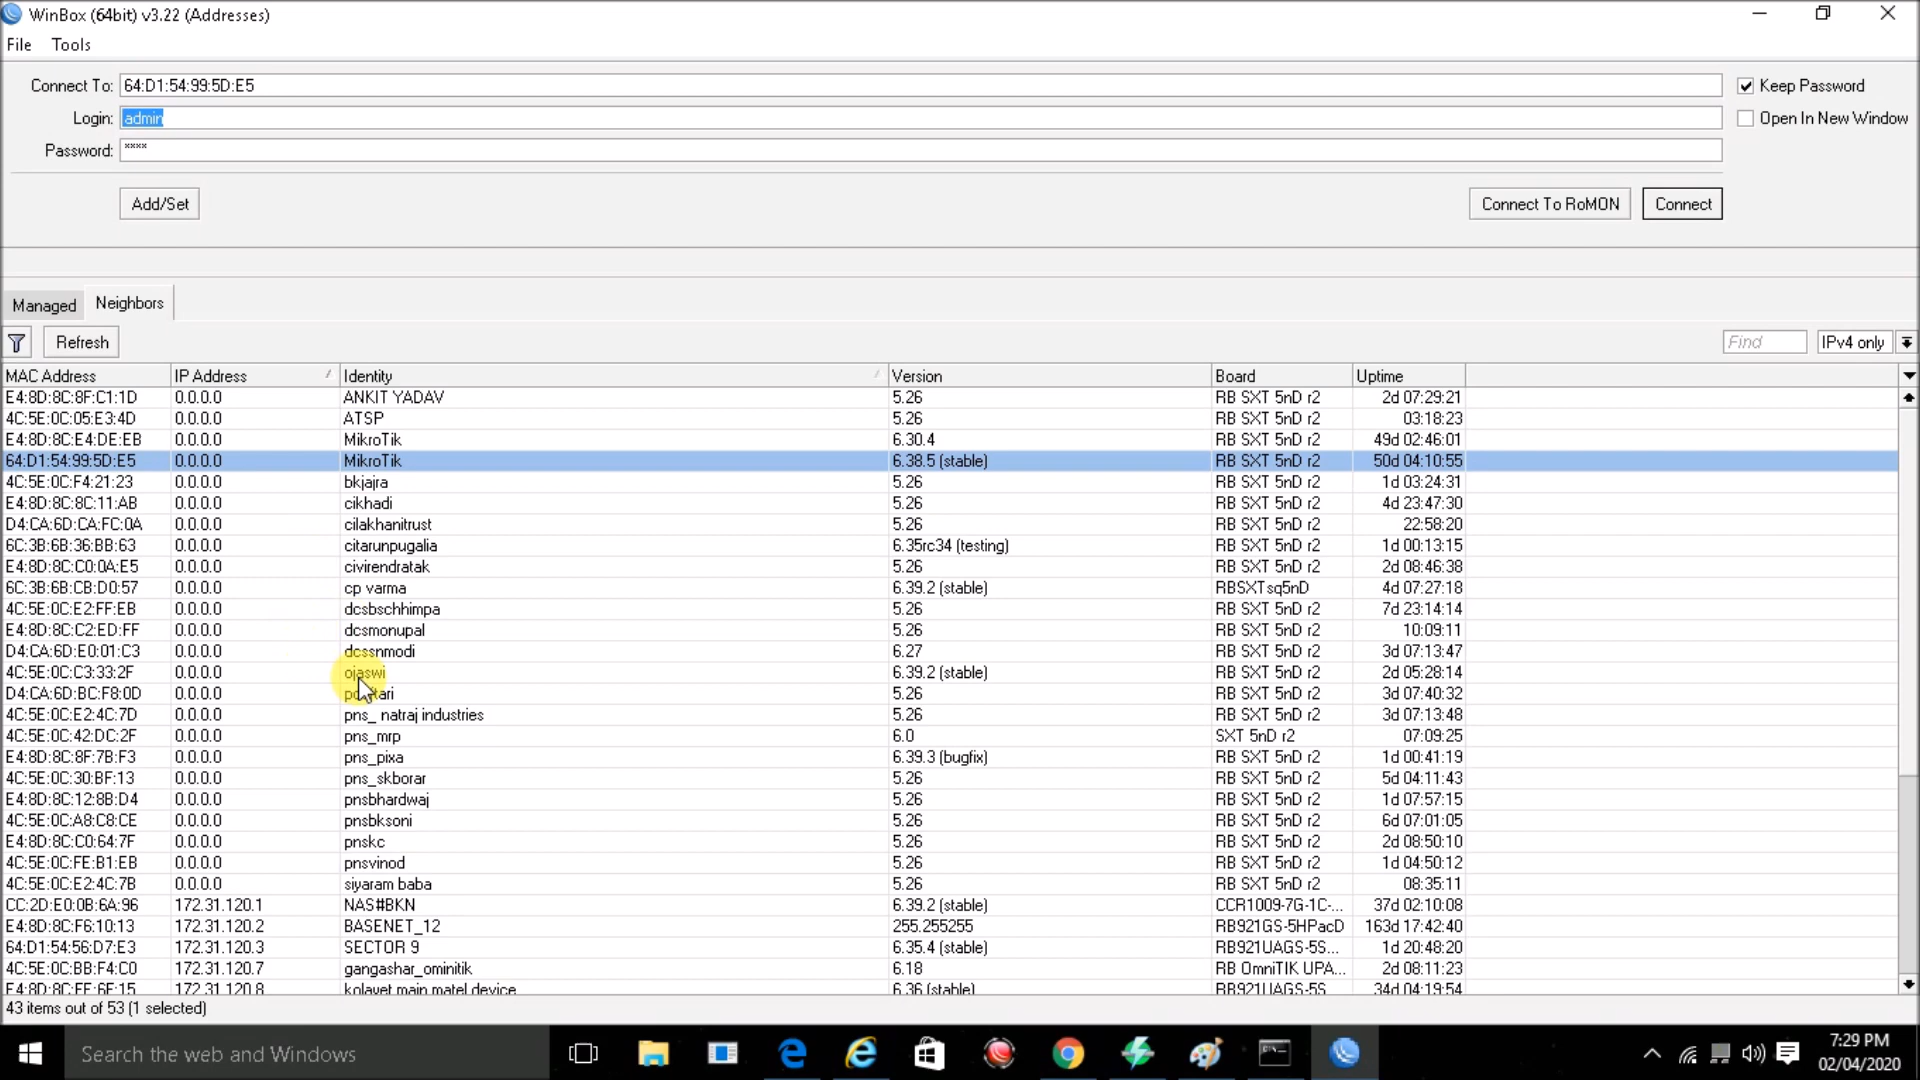 WinBox (64bit) v3.22 (Addresses)
File Tools
Connect To: 64:D1:54:99:5D:E5
Keep Password
Login: admin
Open In New Window
Password: ****
Add/Set Connect To RoMON Connect
Managed Neighbors
Refresh Find IPv4 only
MAC Address IP Address Identity Version Board Uptime
E4:8D:8C:8F:C1:1D 0.0.0.0 ANKIT YADAV 5.26 RB SXT 5nD r2 2d 07:29:21
4C:5E:0C:05:E3:4D 0.0.0.0 ATSP 5.26 RB SXT 5nD r2 03:18:23
E4:8D:8C:E4:DE:EB 0.0.0.0 MikroTik 6.30.4 RB SXT 5nD r2 49d 02:46:01
64:D1:54:99:5D:E5 0.0.0.0 MikroTik 6.38.5 (stable) RB SXT 5nD r2 50d 04:10:55
4C:5E:0C:F4:21:23 0.0.0.0 bkjajra 5.26 RB SXT 5nD r2 1d 03:24:31
E4:8D:8C:8C:11:AB 0.0.0.0 cikhadi 5.26 RB SXT 5nD r2 4d 23:47:30
D4:CA:6D:CA:FC:0A 0.0.0.0 cilakhanitrust 5.26 RB SXT 5nD r2 22:58:20
6C:3B:6B:36:BB:63 0.0.0.0 citarunpugalia 6.35rc34 (testing) RB SXT 5nD r2 1d 00:13:15
E4:8D:8C:C0:0A:E5 0.0.0.0 civirendratak 5.26 RB SXT 5nD r2 2d 08:46:38
6C:3B:6B:CB:D0:57 0.0.0.0 cp varma 6.39.2 (stable) RBSXTsq5nD 4d 07:27:18
4C:5E:0C:E2:FF:EB 0.0.0.0 dcsbschhimpa 5.26 RB SXT 5nD r2 7d 23:14:14
E4:8D:8C:C2:ED:FF 0.0.0.0 dcsmonupal 5.26 RB SXT 5nD r2 10:09:11
D4:CA:6D:E0:01:C3 0.0.0.0 dcssnmodi 6.27 RB SXT 5nD r2 3d 07:13:47
4C:5E:0C:C3:33:2F 0.0.0.0 ojaswi 6.39.2 (stable) RB SXT 5nD r2 2d 05:28:14
D4:CA:6D:BC:F8:0D 0.0.0.0 5.26 RB SXT 5nD r2 3d 07:40:32
4C:5E:0C:E2:4C:7D 0.0.0.0 pns_ natraj industries 5.26 RB SXT 5nD r2 3d 07:13:48
4C:5E:0C:42:DC:2F 0.0.0.0 pns_mrp 6.0 SXT 5nD r2 07:09:25
E4:8D:8C:8F:7B:F3 0.0.0.0 pns_pixa 6.39.3 (bugfix) RB SXT 5nD r2 1d 00:41:19
4C:5E:0C:30:BF:13 0.0.0.0 pns_skborar 5.26 RB SXT 5nD r2 5d 04:11:43
E4:8D:8C:12:8B:D4 0.0.0.0 pnsbhardwaj 5.26 RB SXT 5nD r2 1d 07:57:15
4C:5E:0C:A8:C8:CE 0.0.0.0 pnsbksoni 5.26 RB SXT 5nD r2 6d 07:01:05
E4:8D:8C:C0:64:7F 0.0.0.0 pnskc 5.26 RB SXT 5nD r2 2d 08:50:10
4C:5E:0C:FE:B1:EB 0.0.0.0 pnsvinod 5.26 RB SXT 5nD r2 1d 04:50:12
4C:5E:0C:E2:4C:7B 0.0.0.0 siyaram baba 5.26 RB SXT 5nD r2 08:35:11
CC:2D:E0:0B:6A:96 172.31.120.1 NAS#BKN 6.39.2 (stable) CCR1009-7G-1C-... 37d 02:10:08
E4:8D:8C:F6:10:13 172.31.120.2 BASENET_12 255.255255 RB921GS-5HPacD 163d 17:42:40
64:D1:54:56:D7:E3 172.31.120.3 SECTOR 9 6.35.4 (stable) RB921UAGS-5S... 1d 20:48:20
4C:5E:0C:BB:F4:C0 172.31.120.7 gangashar_ominitik 6.18 RB OmniTIK UPA... 2d 08:11:23
E4:8D:8C:FF:6F:15 172.31.120.8 kolayet main matel device 6.36 (stable) RB921UAGS-5S 34d 04:19:54
43 items out of 53 (1 selected)
Search the web and Windows
7:29 PM
02/04/2020